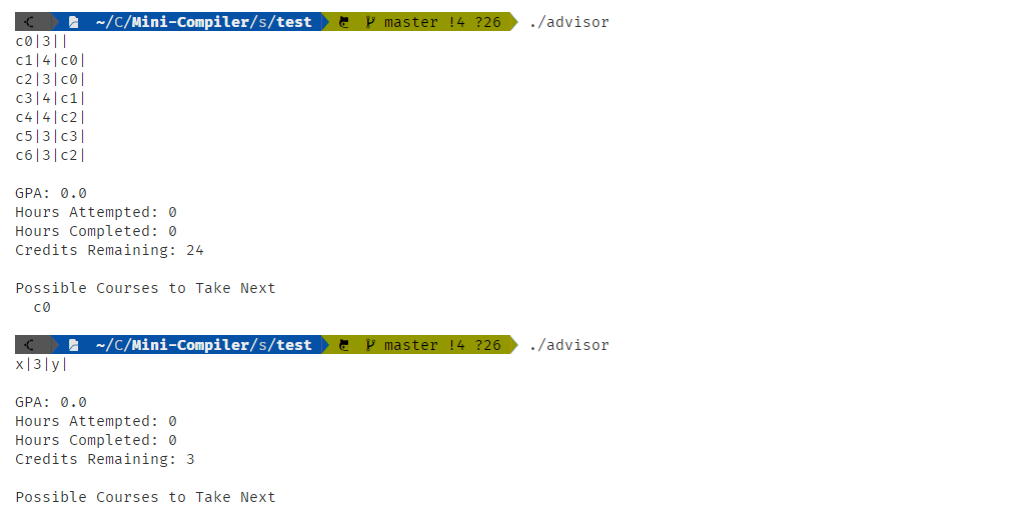 ~/C/Mini-Compiler/s/test master !4 ?26 ./advisor
c0|3||
c1|4|c0|
c2|3|c0|
c3|4|c1|
c4|4|c2|
c5|3|c3|
c6|3|c2|
GPA: 0.0
Hours Attempted: 0
Hours Completed: 0
Credits Remaining: 24
Possible Courses to Take Next
c0
~/C/Mini-Compiler/s/test master !4 ?26 ./advisor
x|3|y|
GPA: 0.0
Hours Attempted: 0
Hours Completed: 0
Credits Remaining: 3
Possible Courses to Take Next